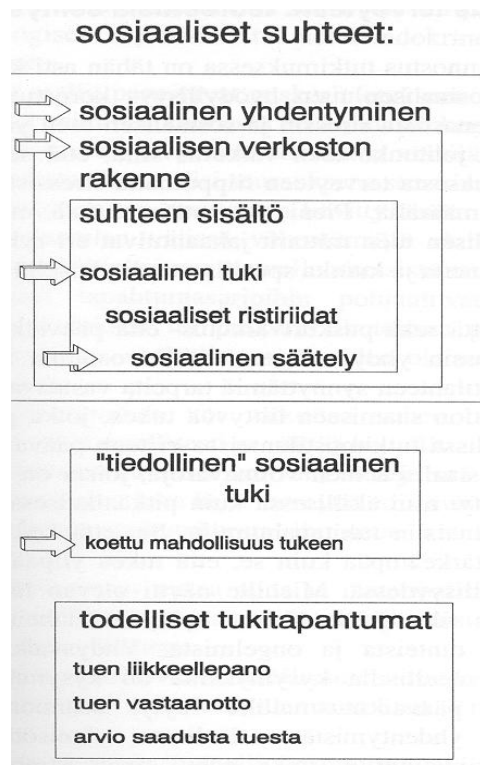 sosiaaliset suhteet:
sosiaalinen yhdentyminen
sosiaalisen verkoston
rakenne
suhteen sisältö
sosiaalinen tuki
sosiaaliset ristiriidat
sosiaalinen säätely
"tiedollinen" sosiaalinen
tuki
koettu mahdollisuus tukeen
todelliset tukitapahtumat
tuen liikkeellepano
tuen vastaanotto
arvio saadusta tuesta